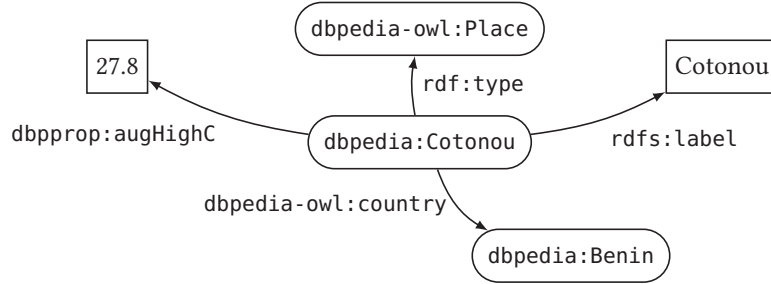 dbpedia-owl:Place
27.8
Cotonou
rdf:type
dbpprop:augHighC
dbpedia:Cotonou
rdfs:label
dbpedia-owl:country
dbpedia:Benin